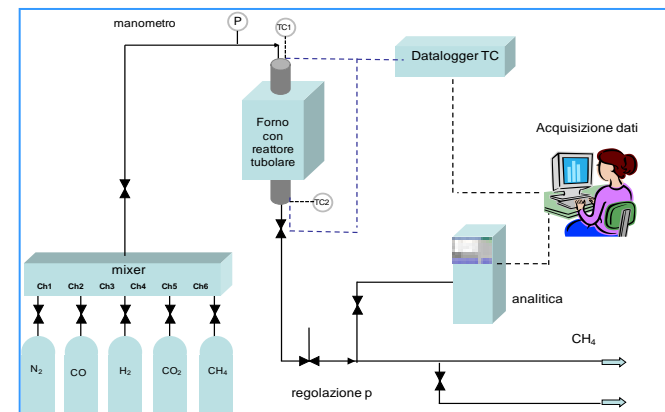 manometro
P
TC1
Datalogger TC
Forno
con
reattore
tubolare
Acquisizione dati
TC2
mixer
Ch1 Ch2 Ch3 Ch4 Ch5 Ch6
analitica
N₂ CO H₂ CO₂ CH₄
CH₄
regolazione p